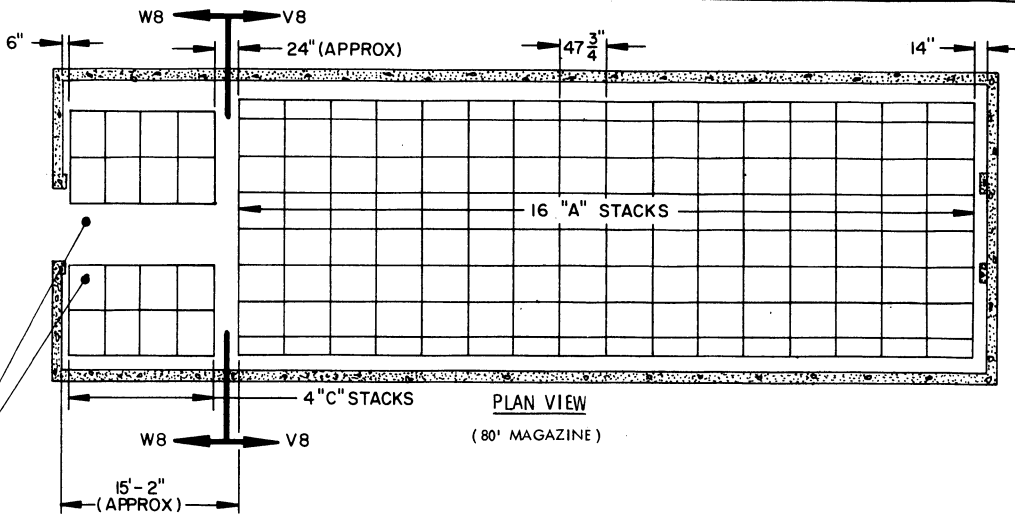 W8 V8
6" 24" (APPROX) 47 3/4" 14"
16 "A" STACKS
4 "C" STACKS
PLAN VIEW
(80' MAGAZINE)
W8 V8
15'-2"
(APPROX)